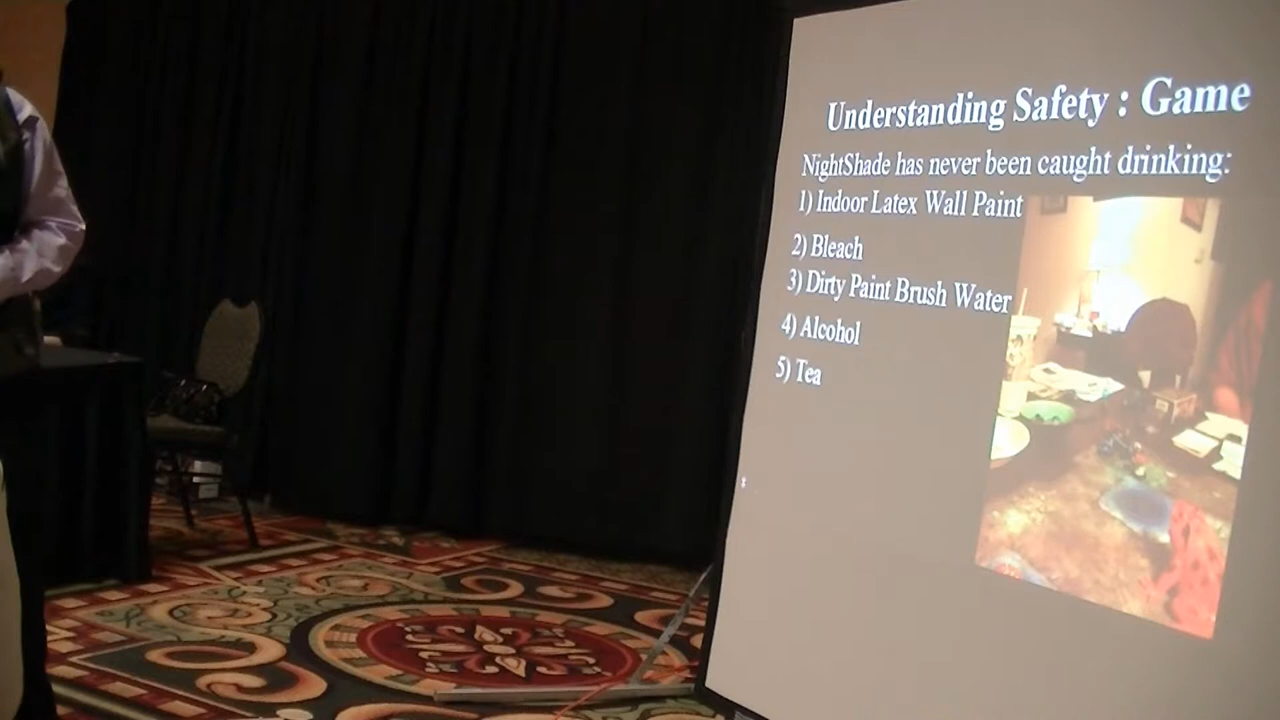 Understanding Safety : Game
NightShade has never been caught drinking:
1) Indoor Latex Wall Paint
2) Bleach
3) Dirty Paint Brush Water
4) Alcohol
5) Tea